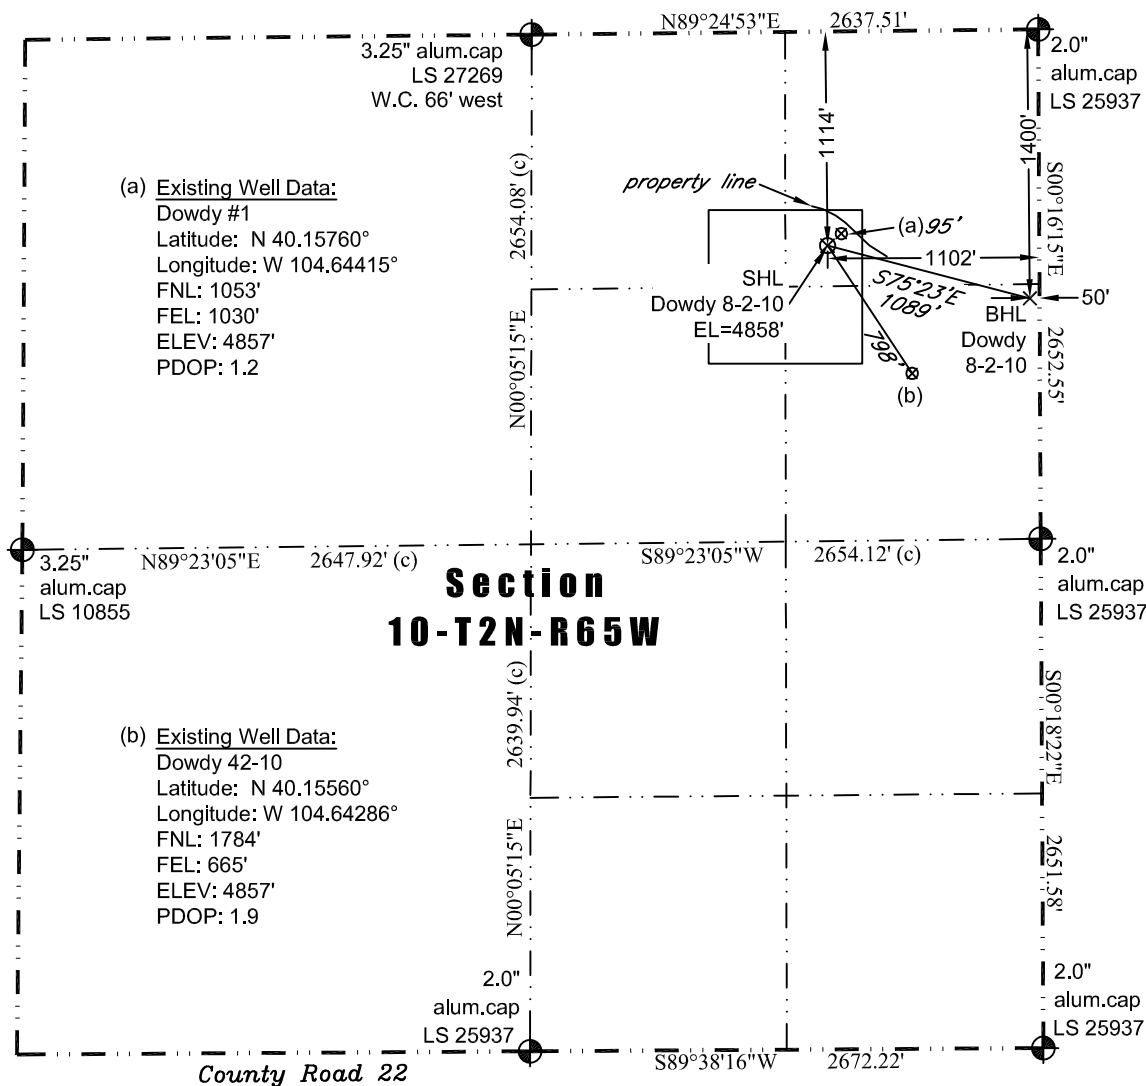 N89°24'53"E 2637.51'
3.25" alum.cap
LS 27269
W.C. 66' west
2.0"
alum.cap
LS 25937
1114'
1400'
property line
(a) Existing Well Data:
Dowdy #1
Latitude: N 40.15760°
Longitude: W 104.64415°
FNL: 1053'
FEL: 1030'
ELEV: 4857'
PDOP: 1.2
2654.08' (c)
N00°05'15"E
S00°16'15"E
2652.55'
(a) 95'
1102'
SHL
Dowdy 8-2-10
EL=4858'
S75°23'E
1089'
50'
BHL
Dowdy
8-2-10
798'
(b)
3.25"
alum.cap
LS 10855
N89°23'05"E 2647.92' (c)
S89°23'05"W 2654.12' (c)
2.0"
alum.cap
LS 25937
Section
10-T2N-R65W
2639.94' (c)
N00°05'15"E
S00°18'22"E
2651.58'
(b) Existing Well Data:
Dowdy 42-10
Latitude: N 40.15560°
Longitude: W 104.64286°
FNL: 1784'
FEL: 665'
ELEV: 4857'
PDOP: 1.9
2.0"
alum.cap
LS 25937
2.0"
alum.cap
LS 25937
S89°38'16"W 2672.22'
County Road 22